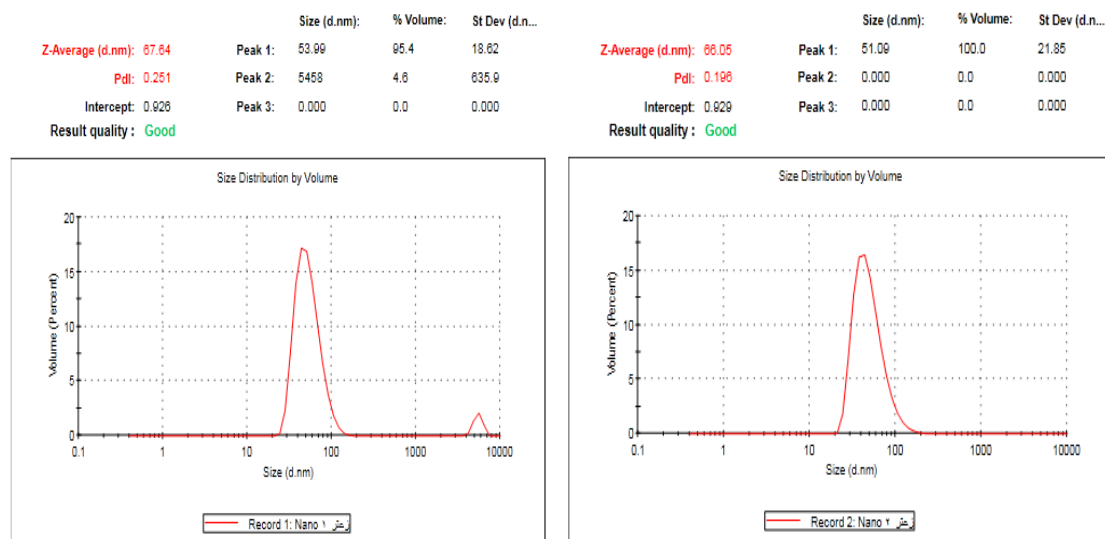 Size (d.nm): % Volume: St Dev (d.n...
Z-Average (d.nm): 67.64 Peak 1: 53.99 95.4 18.62
PdI: 0.251 Peak 2: 5458 4.6 635.9
Intercept: 0.926 Peak 3: 0.000 0.0 0.000
Result quality : Good
Size Distribution by Volume
20
15
10
5
0
Volume (Percent)
0.1 1 10 100 1000 10000
Size (d.nm)
Record 1: Nano ۱ زعتر
Size (d.nm): % Volume: St Dev (d.n...
Z-Average (d.nm): 66.05 Peak 1: 51.09 100.0 21.85
PdI: 0.196 Peak 2: 0.000 0.0 0.000
Intercept: 0.929 Peak 3: 0.000 0.0 0.000
Result quality : Good
Size Distribution by Volume
20
15
10
5
0
Volume (Percent)
0.1 1 10 100 1000 10000
Size (d.nm)
Record 2: Nano ۲ زعتر